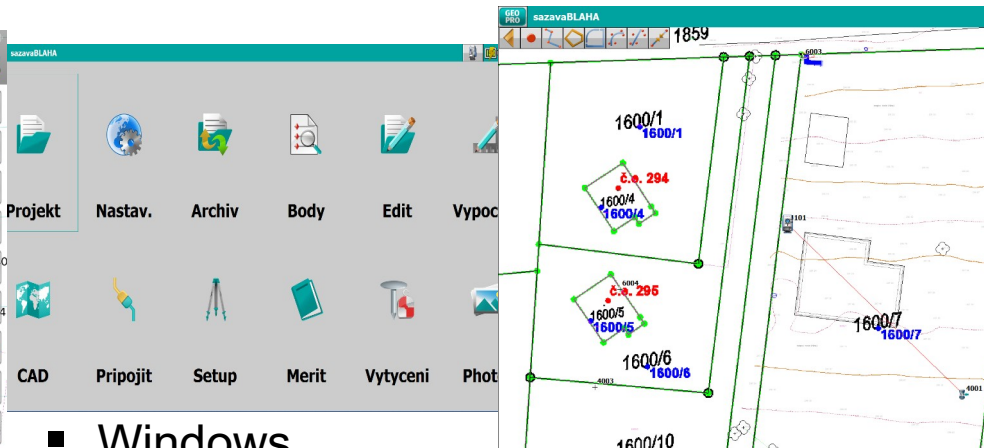 sazavaBLAHA
Projekt Nastav. Archiv Body Edit Vypoc
CAD Pripojit Setup Merit Vytyceni Phot
Windows
GEO PRO sazavaBLAHA
1859
6003
1600/1
1600/1
č.e. 294
1600/4
1600/4
1101
6004
č.e. 295
1600/5
1600/5
1600/7
1600/7
1600/6
1600/6
4003
4001
1600/10